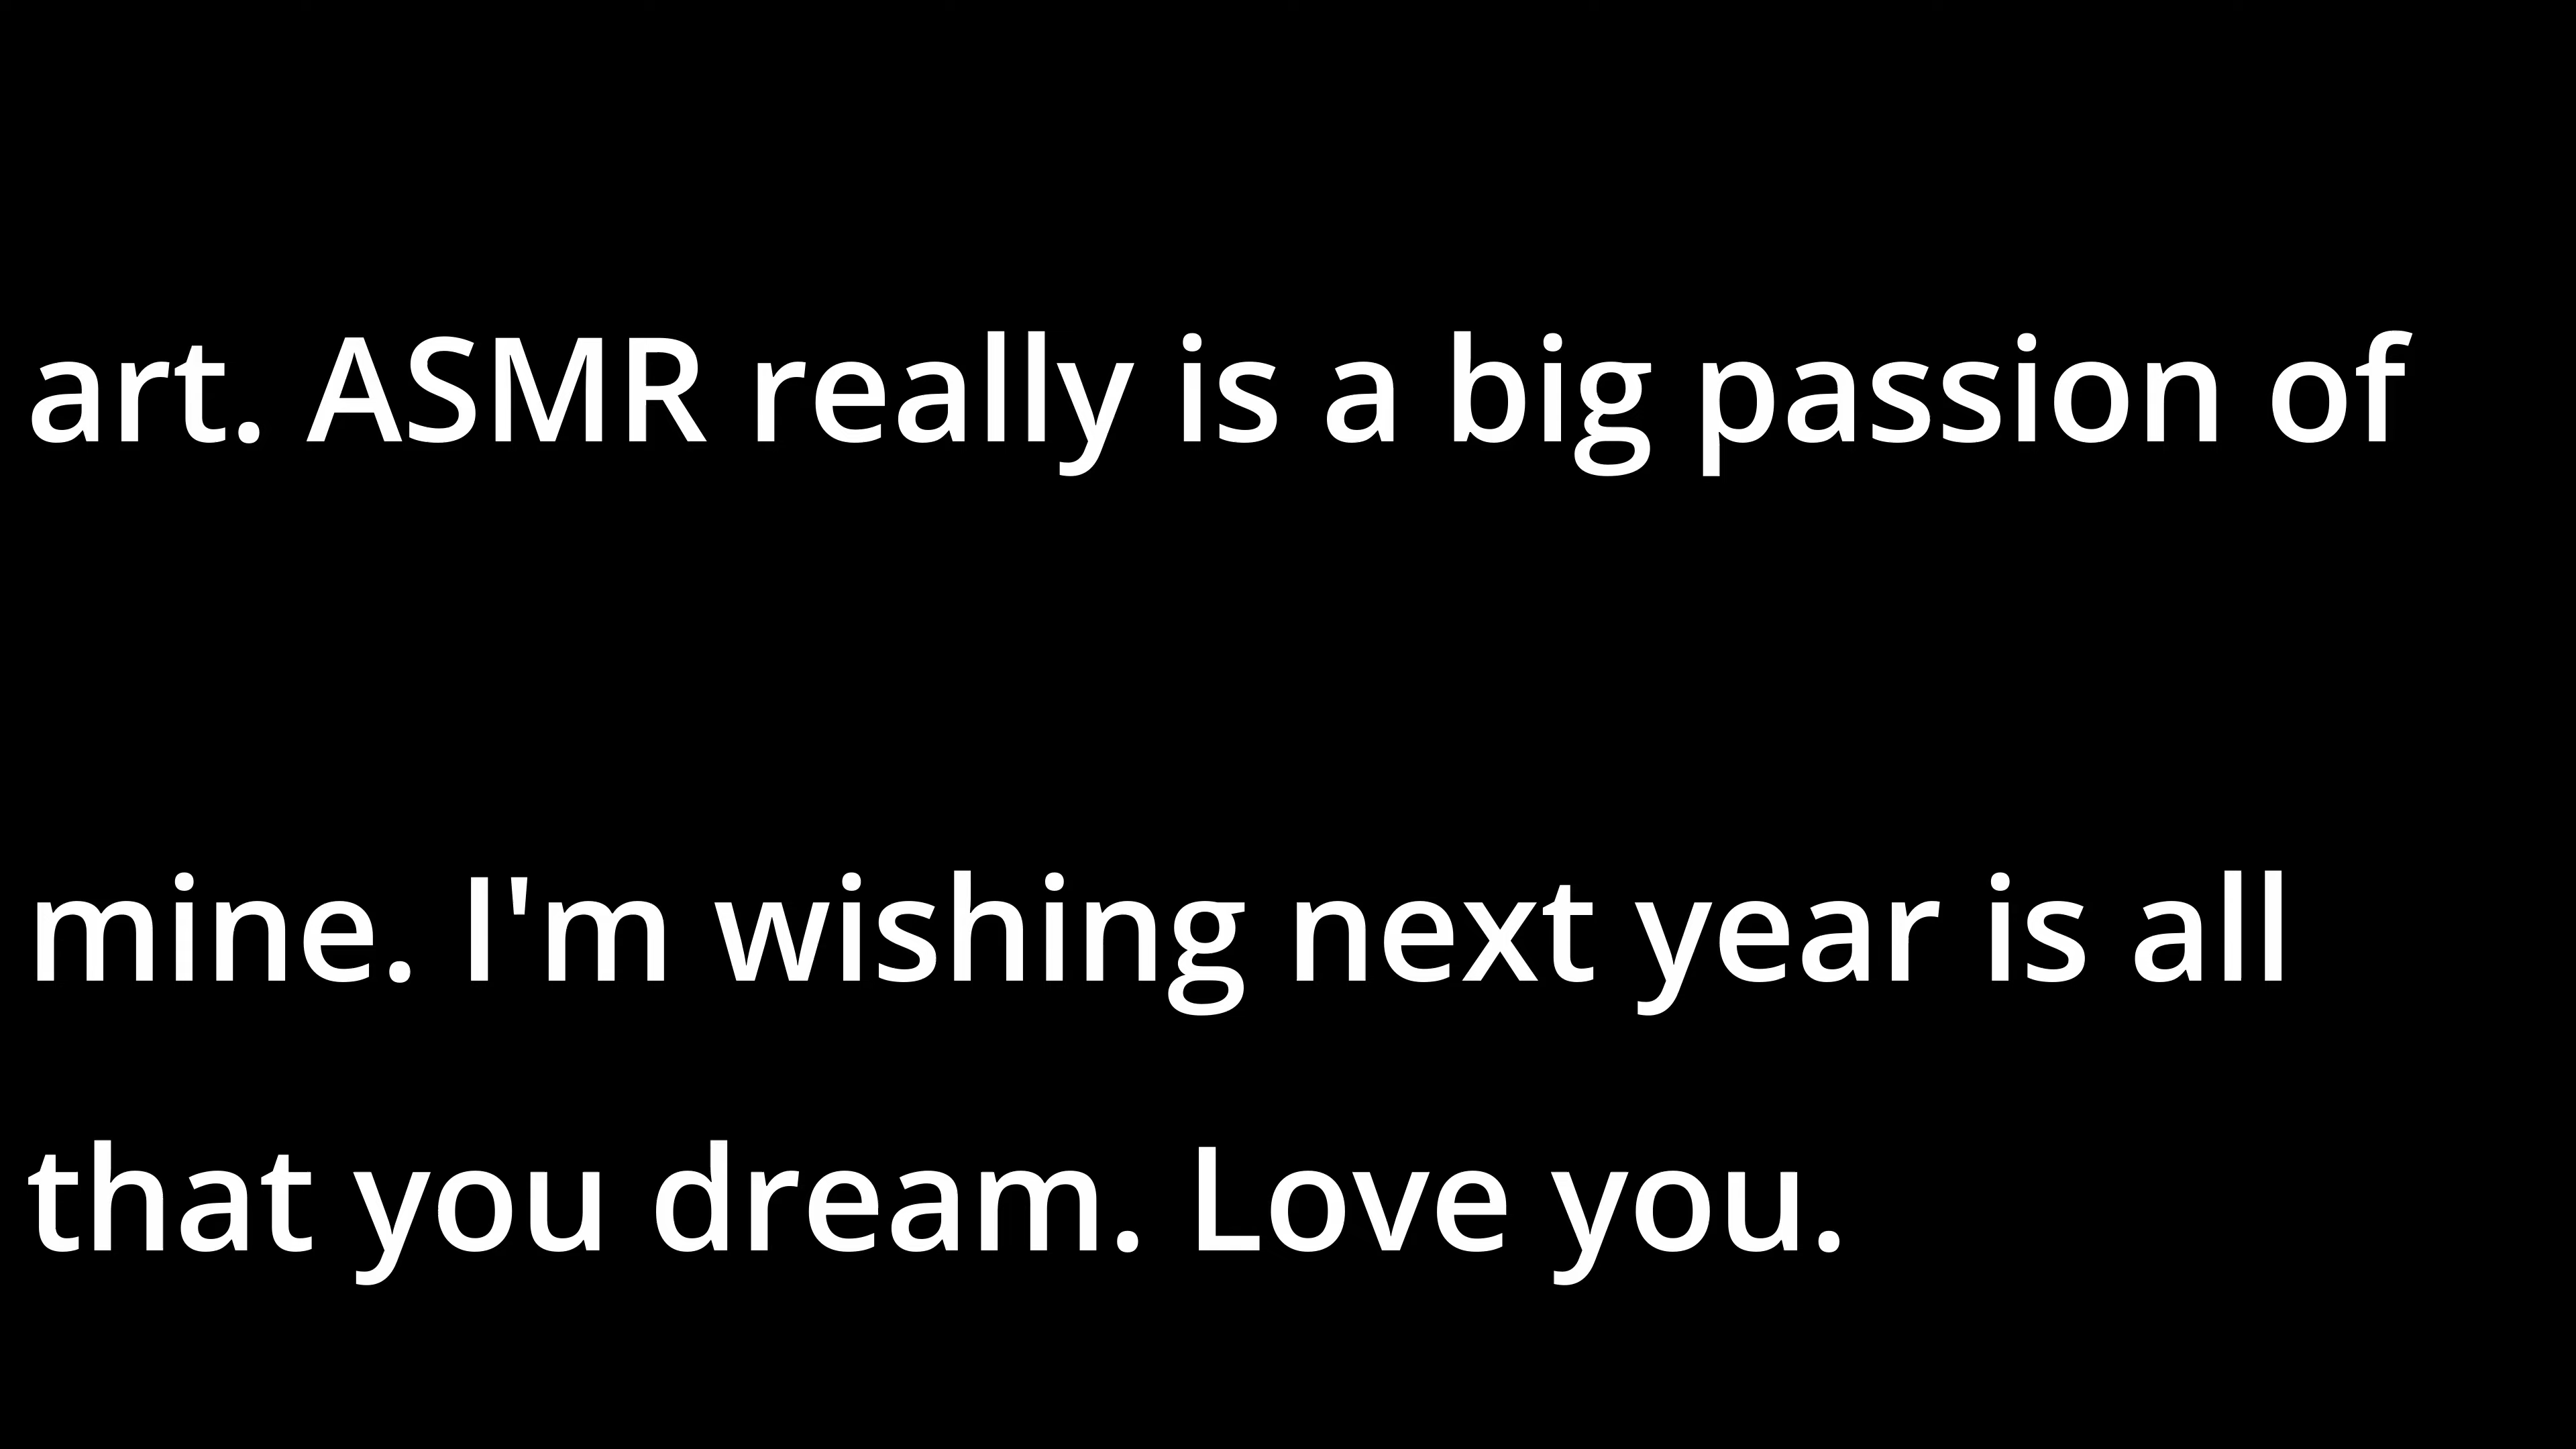 art. ASMR really is a big passion of
mine. I'm wishing next year is all
that you dream. Love you.